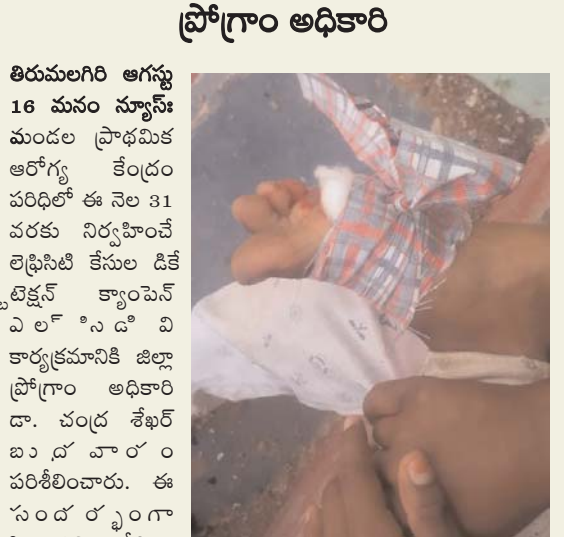 ప్రోగ్రాం అధికారి
తిరుమలగిరి ఆగస్టు
16 మనం న్యూస్:
మండల ప్రాథమిక
ఆరోగ్య కేంద్రం
పరిధిలో ఈ నెల 31
వరకు నిర్వహించే
లెఫ్రిసిటి కేసుల డికే
టెక్షన్ క్యాంపెన్
ఎల్ సిడి వి
కార్యక్రమానికి జిల్లా
ప్రోగ్రాం అధికారి
డా. చంద్ర శేఖర్
బుద వారం
పరిశీలించారు. ఈ
సందర్భంగా